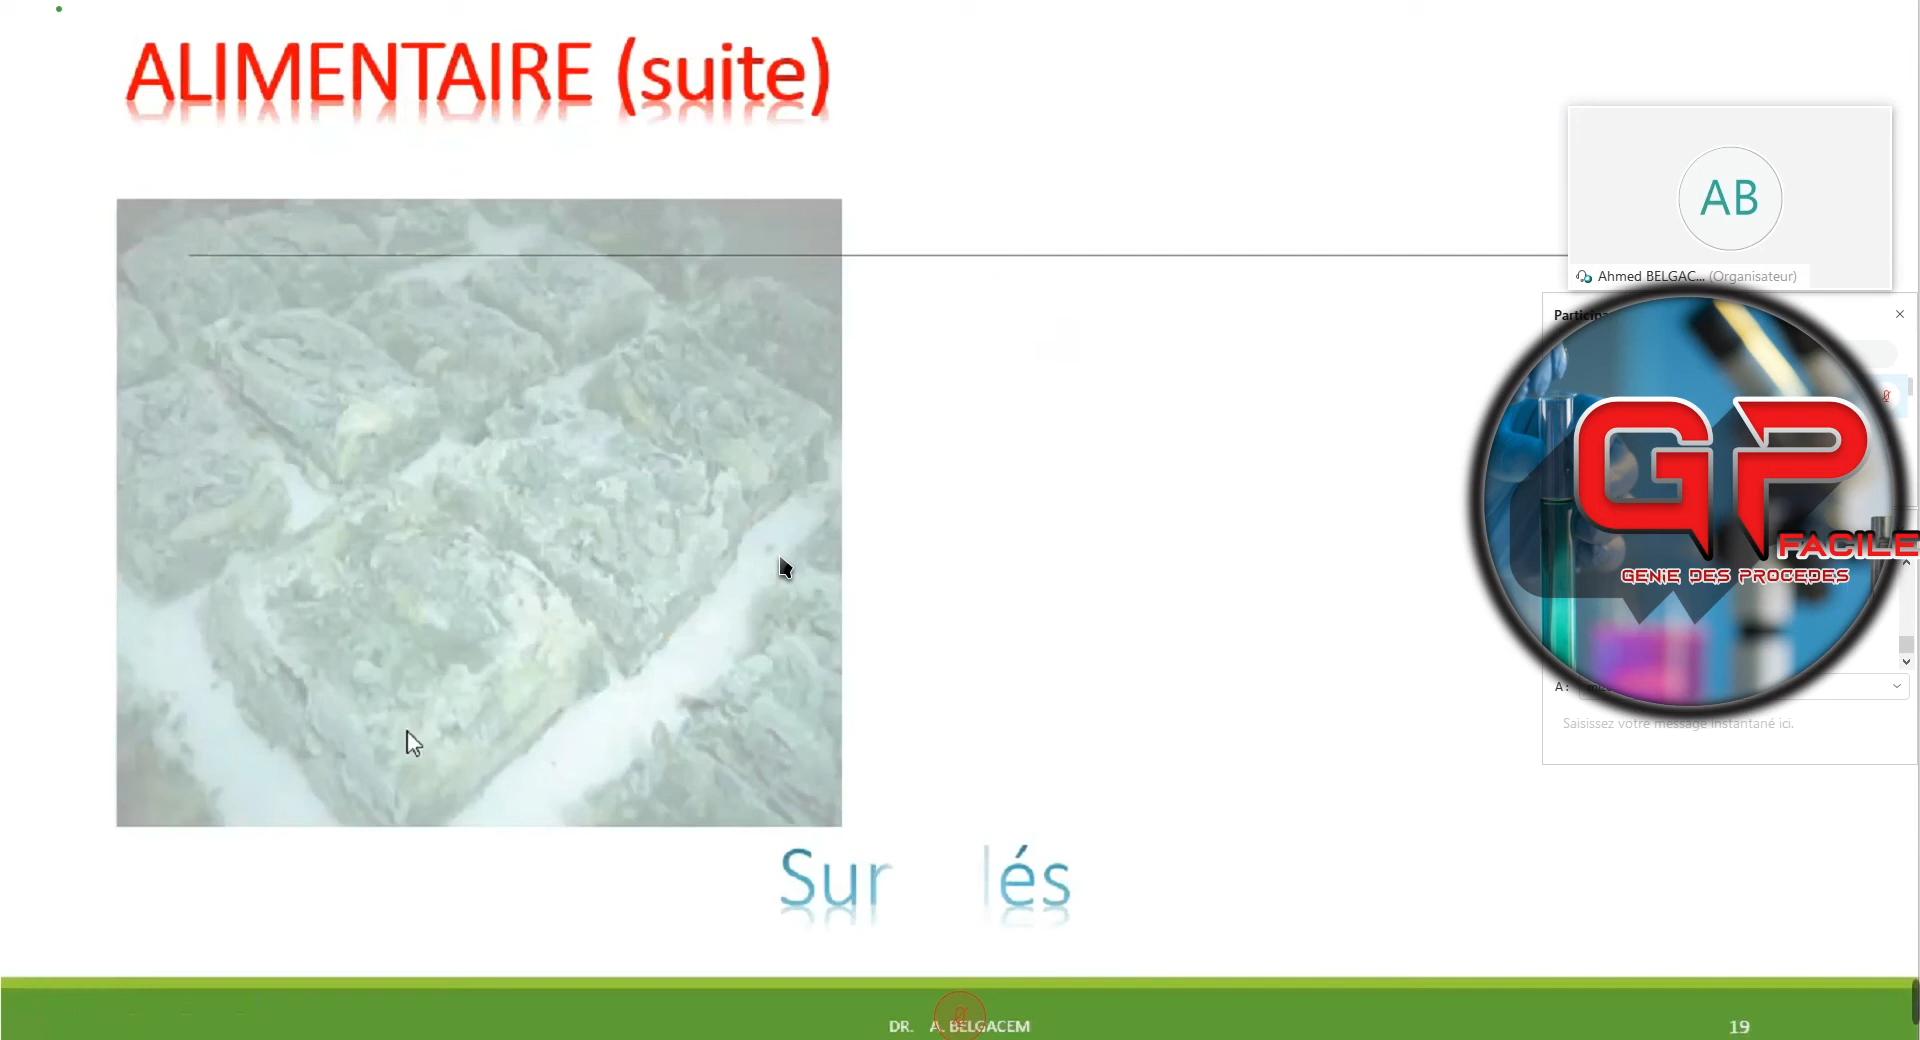 ALIMENTAIRE (suite)
AB
Ahmed BELGAC... (Organisateur)
GP
FACILE
GENIE DES PROCEDES
A:
Saisissez votre message instantané ici.
Sur lés
DR. A. BELGACEM
19